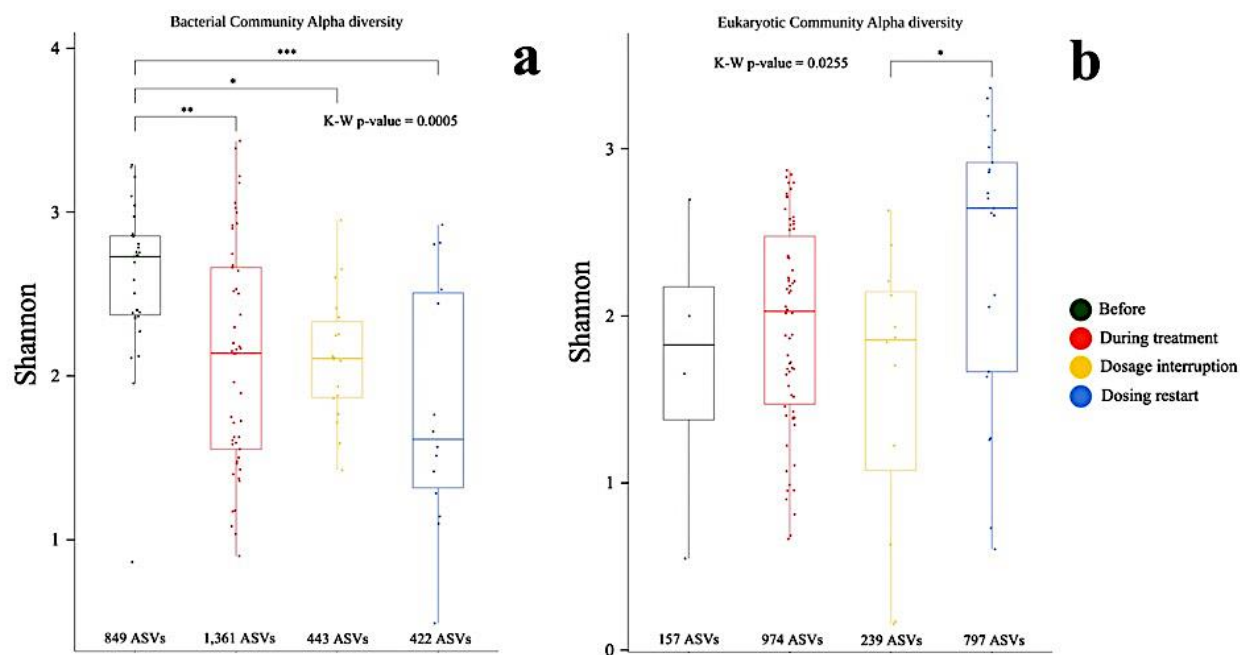 Bacterial Community Alpha diversity
a
***
*
**
K-W p-value = 0.0005
4
3
2
1
Shannon
849 ASVs
1,361 ASVs
443 ASVs
422 ASVs
Eukaryotic Community Alpha diversity
b
*
K-W p-value = 0.0255
3
2
1
0
Shannon
157 ASVs
974 ASVs
239 ASVs
797 ASVs
Before
During treatment
Dosage interruption
Dosing restart